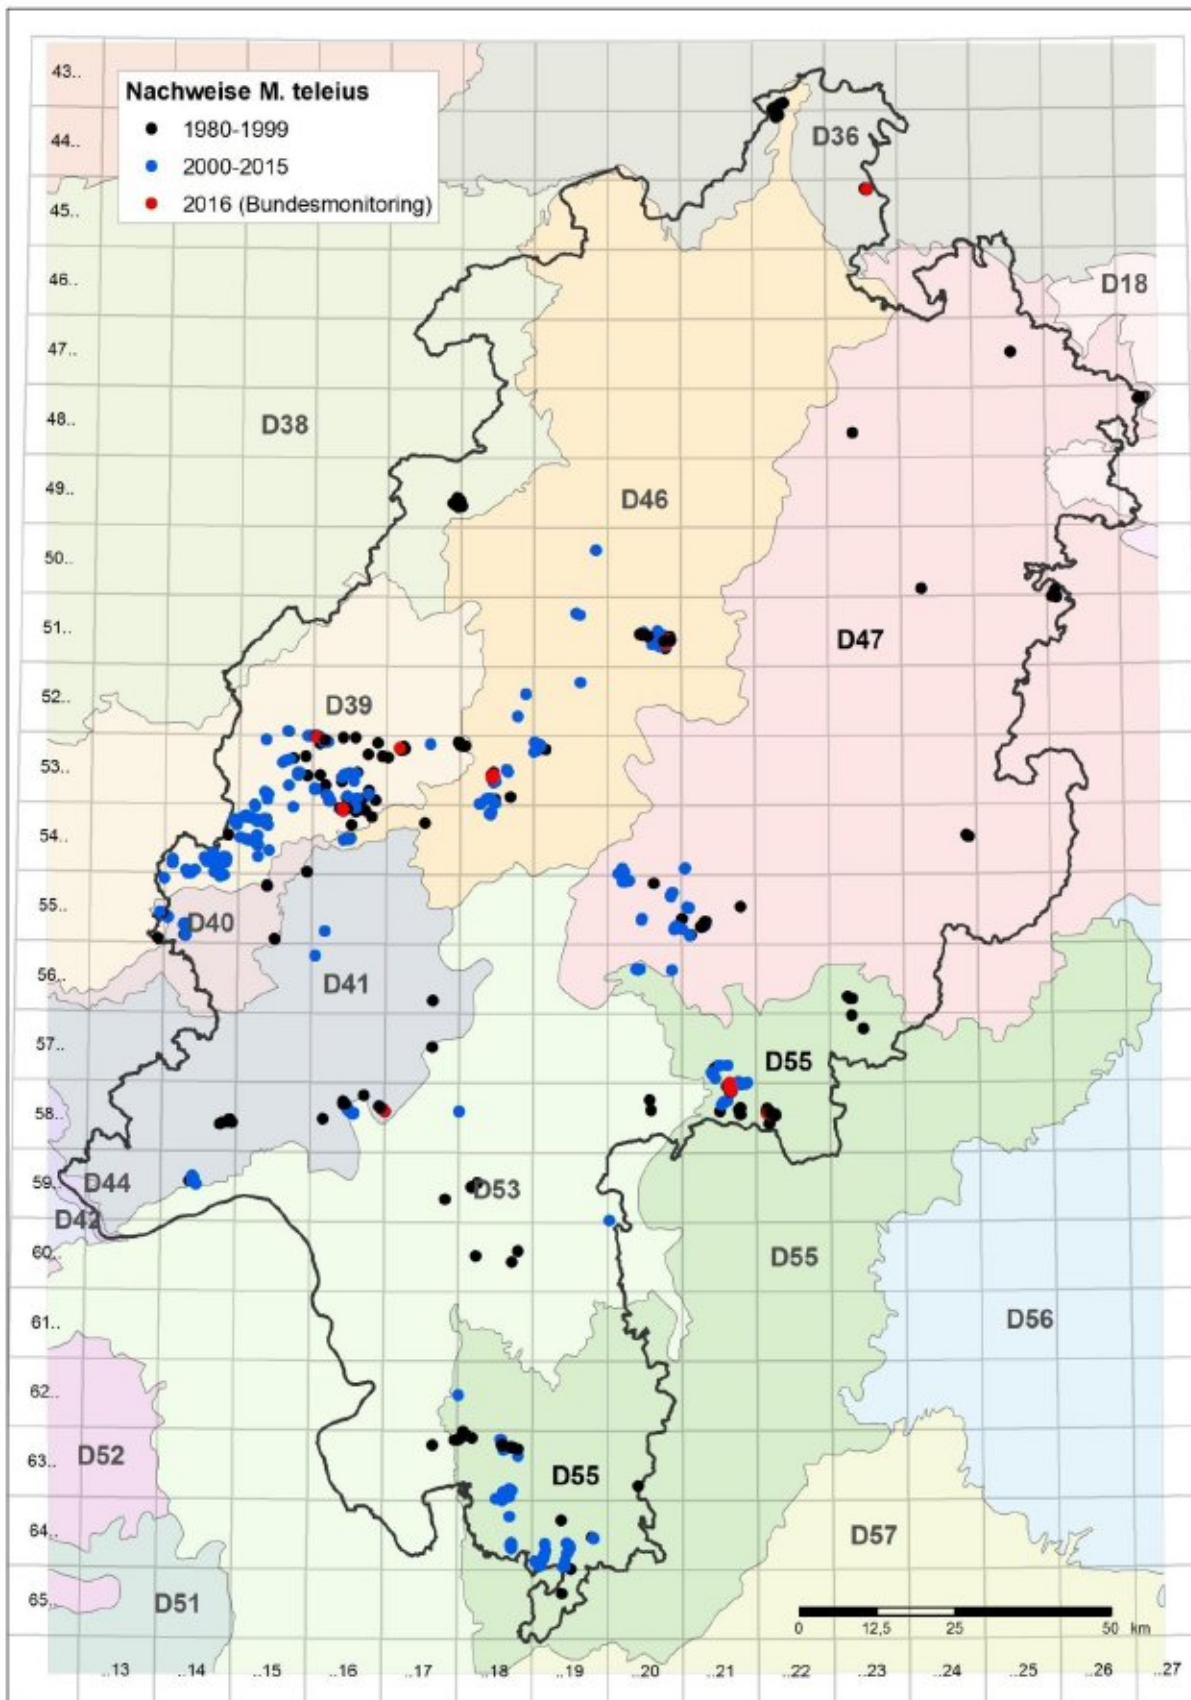 43..
Nachweise M. teleius
1980-1999
2000-2015
2016 (Bundesmonitoring)
44..
D36
45..
46..
D18
47..
D38
48..
49..
D46
50..
51..
D47
52..
D39
53..
54..
55..
D40
56..
D41
57..
D55
58..
59..
D44
D53
D42
60..
D55
61..
D56
62..
63..
D52
D55
64..
D57
65..
D51
0 12,5 25 50 km
..13 ..14 ..15 ..16 ..17 ..18 ..19 ..20 ..21 ..22 ..23 ..24 ..25 ..26 ..27